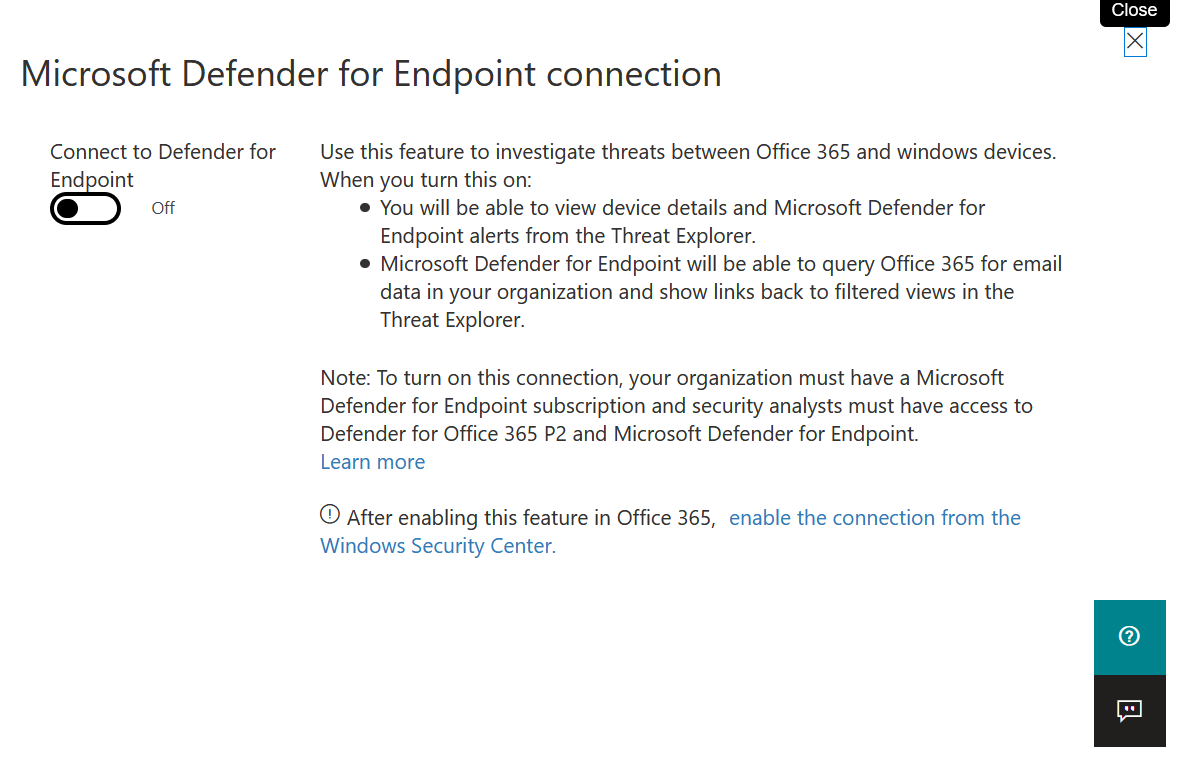 Close
Microsoft Defender for Endpoint connection
Connect to Defender for
Endpoint
Off
Use this feature to investigate threats between Office 365 and windows devices.
When you turn this on:
You will be able to view device details and Microsoft Defender for
Endpoint alerts from the Threat Explorer.
Microsoft Defender for Endpoint will be able to query Office 365 for email
data in your organization and show links back to filtered views in the
Threat Explorer.
Note: To turn on this connection, your organization must have a Microsoft
Defender for Endpoint subscription and security analysts must have access to
Defender for Office 365 P2 and Microsoft Defender for Endpoint.
Learn more
After enabling this feature in Office 365, enable the connection from the
Windows Security Center.